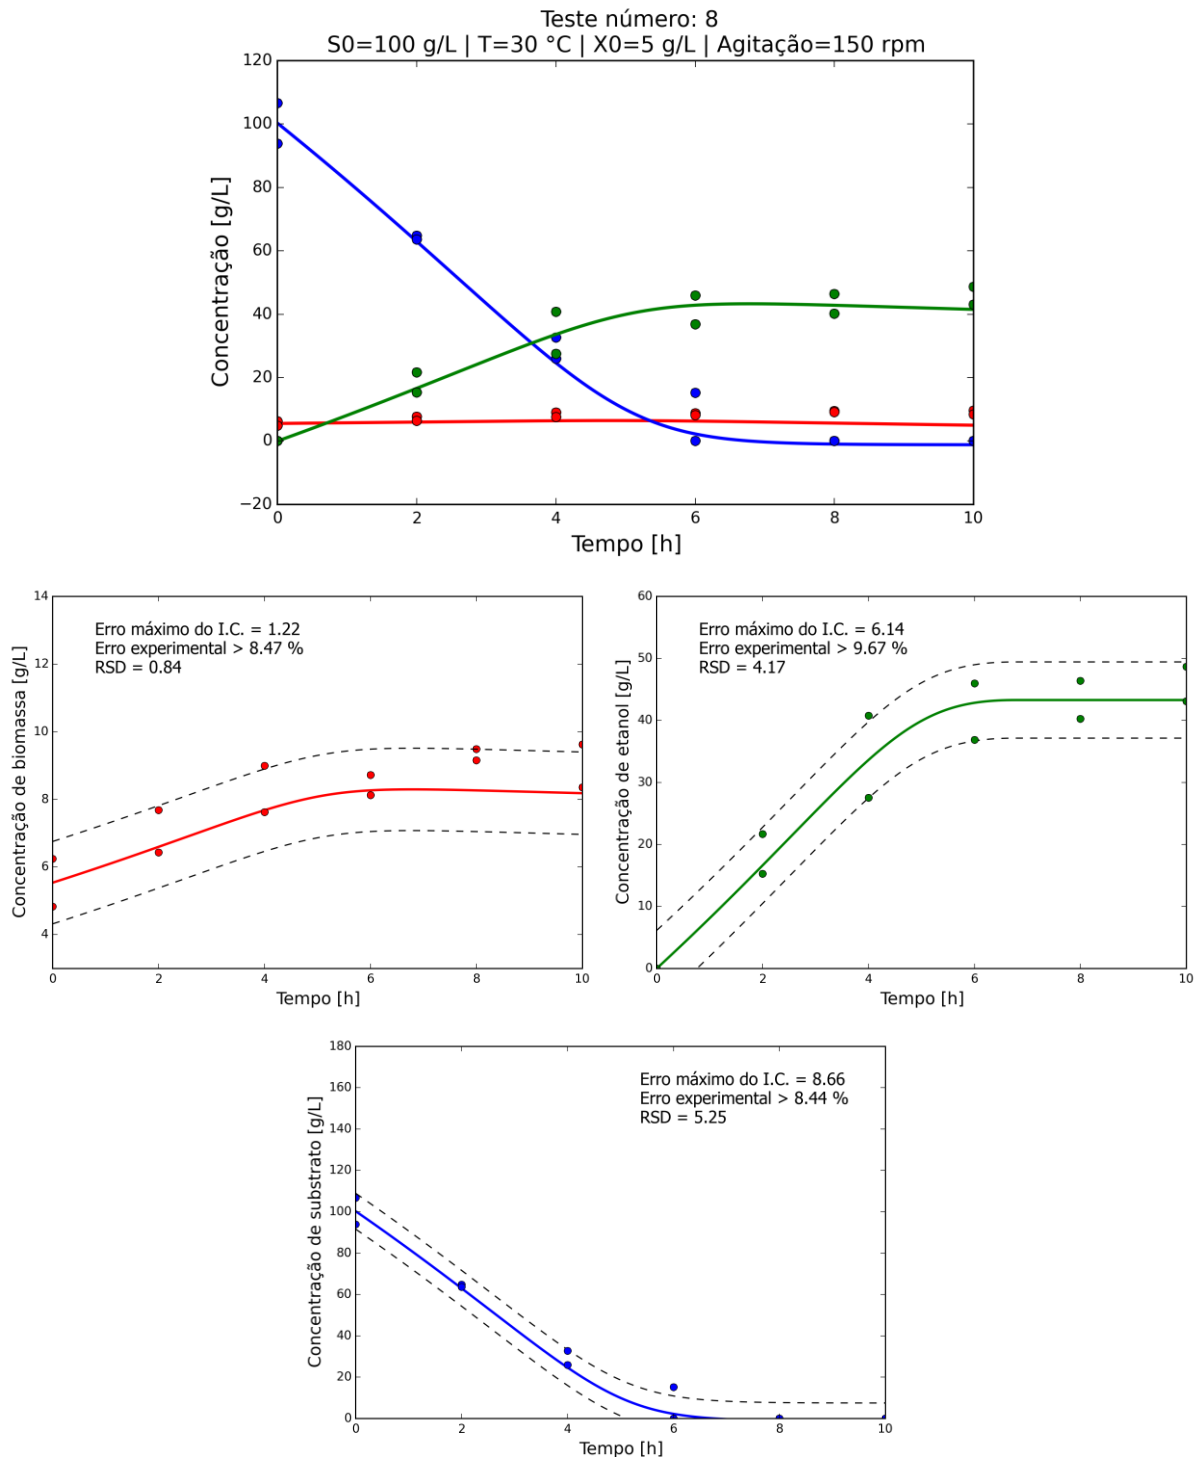 Teste número: 8
S0=100 g/L | T=30 °C | X0=5 g/L | Agitação=150 rpm
Concentração [g/L]
120
100
80
60
40
20
0
−20
0 2 4 6 8 10
Tempo [h]
Concentração de biomassa [g/L]
14
12
10
8
6
4
Erro máximo do I.C. = 1.22
Erro experimental > 8.47 %
RSD = 0.84
0 2 4 6 8 10
Tempo [h]
Concentração de etanol [g/L]
60
50
40
30
20
10
0
Erro máximo do I.C. = 6.14
Erro experimental > 9.67 %
RSD = 4.17
0 2 4 6 8 10
Tempo [h]
Concentração de substrato [g/L]
180
160
140
120
100
80
60
40
20
0
Erro máximo do I.C. = 8.66
Erro experimental > 8.44 %
RSD = 5.25
0 2 4 6 8 10
Tempo [h]